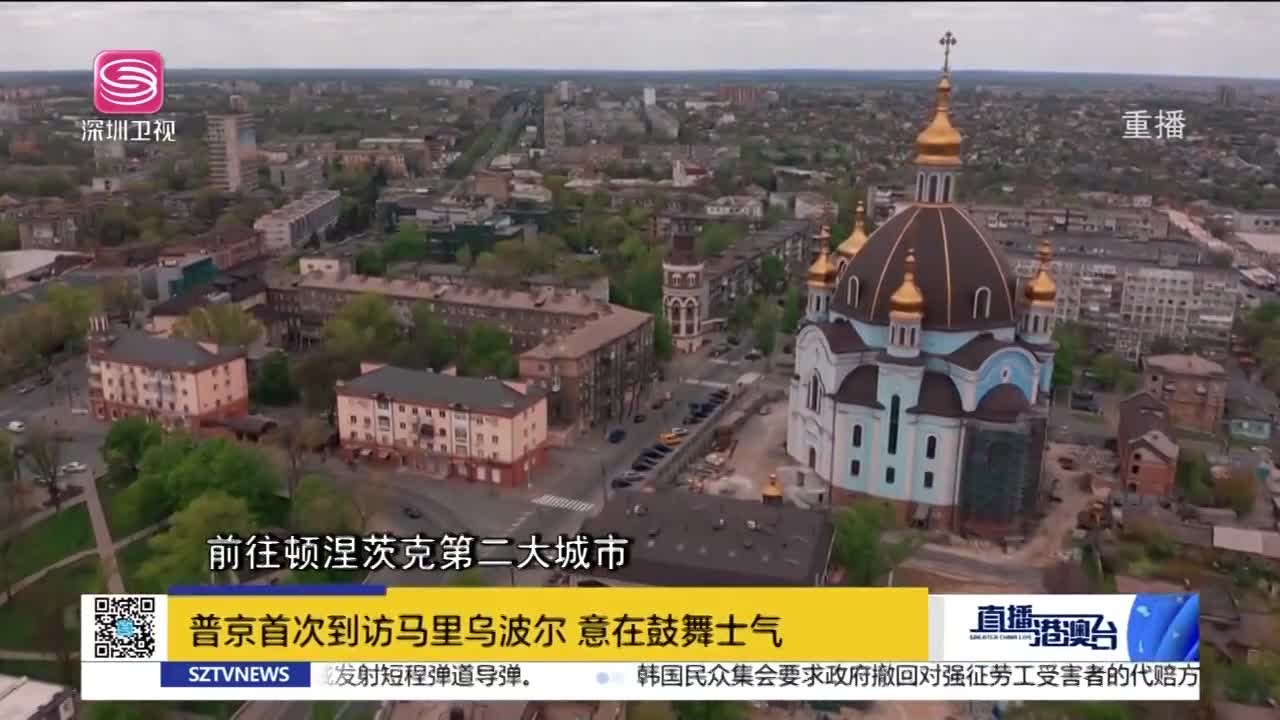 深圳卫视
重播
前往顿涅茨克第二大城市
普京首次到访马里乌波尔 意在鼓舞士气
直播港澳台
GREATER CHINA LIVE
SZTVNEWS
发射短程弹道导弹。 韩国民众集会要求政府撤回对强征劳工受害者的代赔方